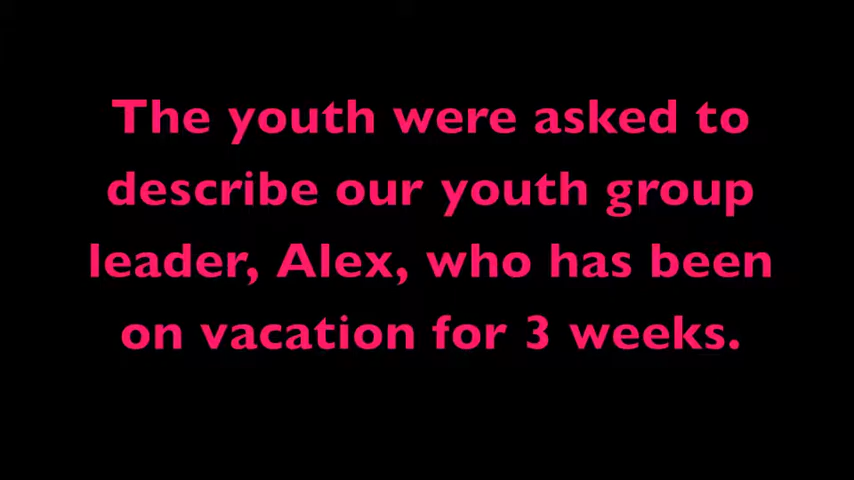 The youth were asked to
describe our youth group
leader, Alex, who has been
on vacation for 3 weeks.